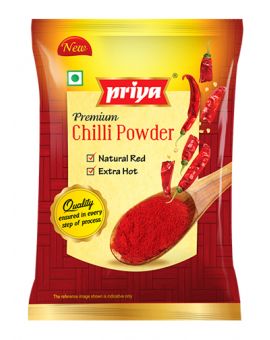 New
priya®
Premium
Chilli Powder
Natural Red
Extra Hot
Quality
ensured in every
step of process
The reference image shown is indicative only